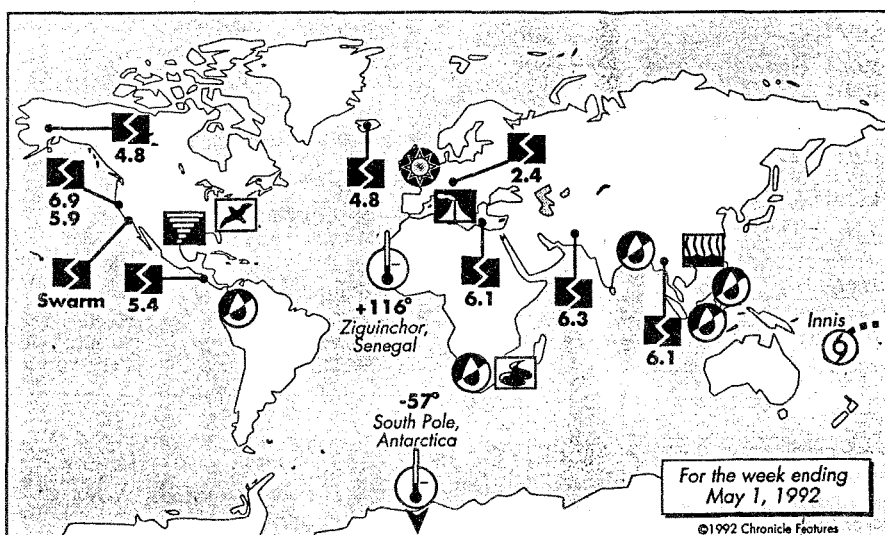 4.8
6.9
5.9
Swarm
5.4
4.8
2.4
+116°
Ziguinchor,
Senegal
6.1
6.3
6.1
Innis
-57°
South Pole,
Antarctica
For the week ending
May 1, 1992
©1992 Chronicle Features